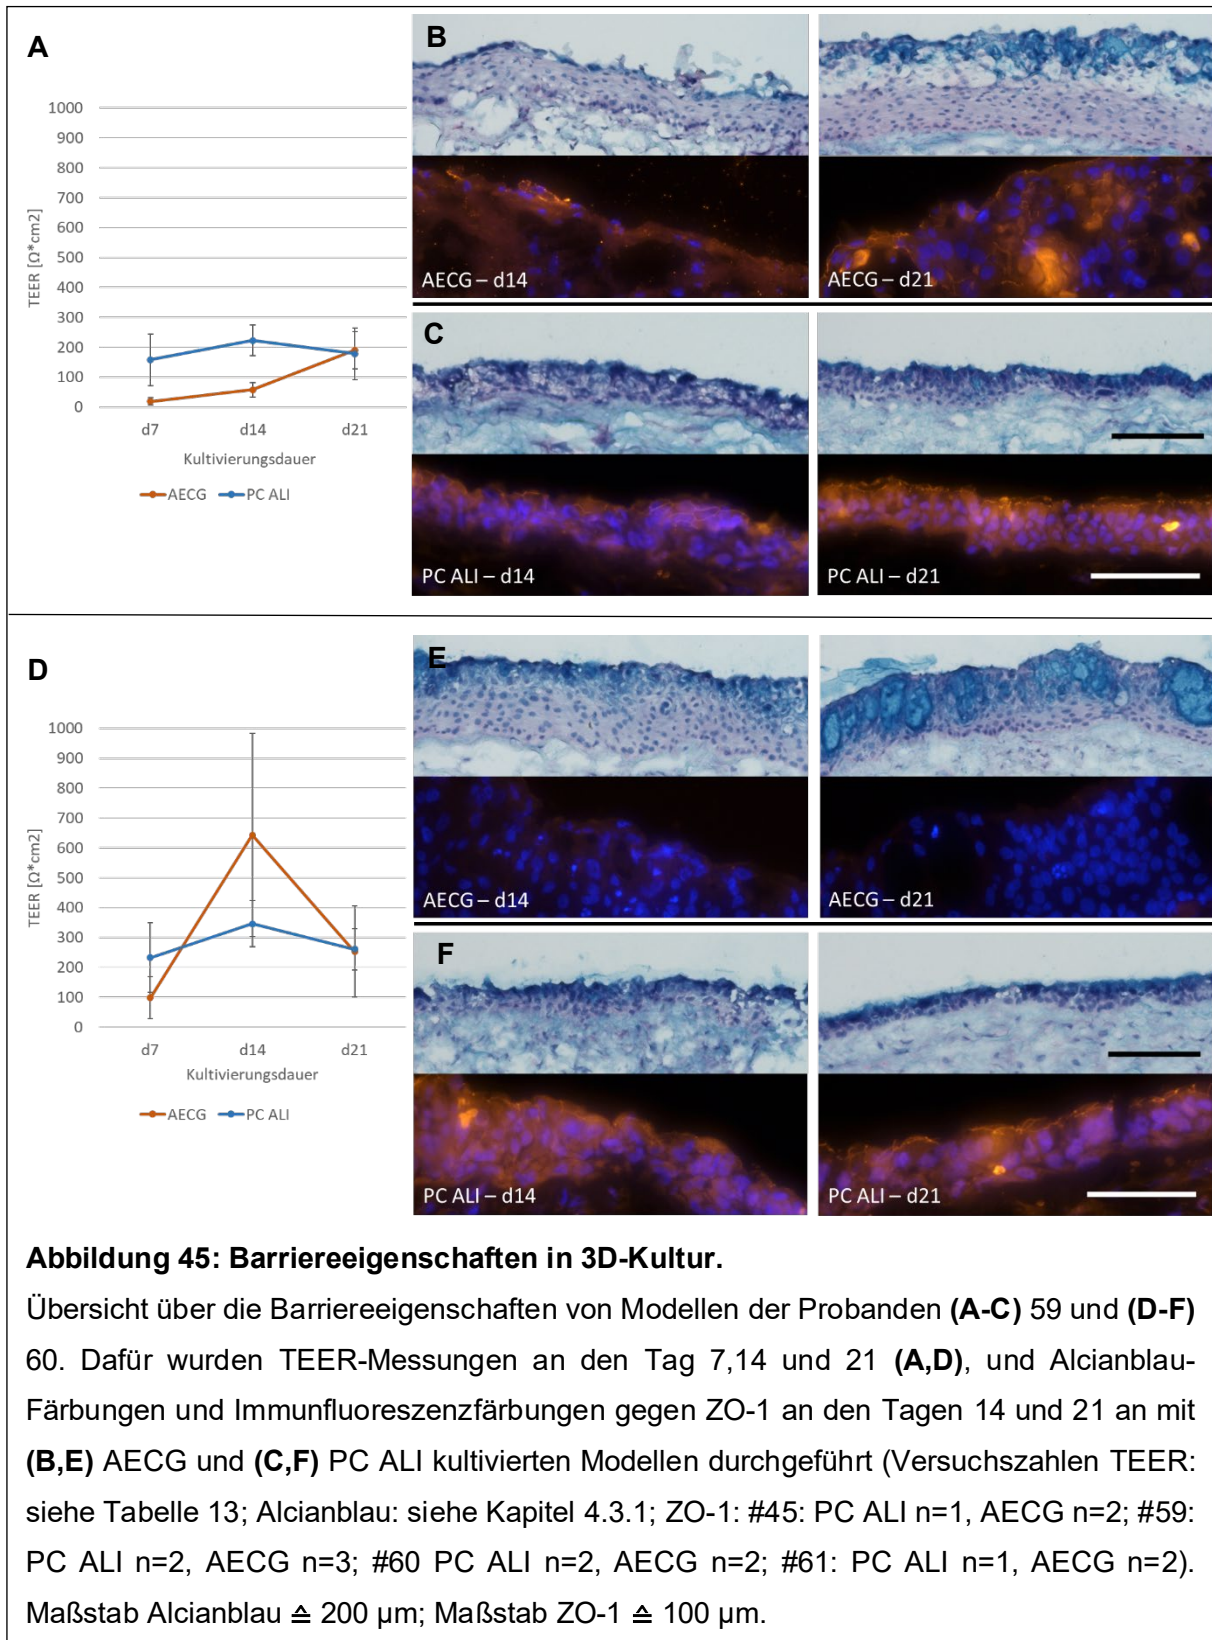 A
1000
900
800
700
600
500
400
300
200
100
0
TEER [Ω*cm2]
d7 d14 d21
Kultivierungsdauer
AECG PC ALI
B
AECG – d14
AECG – d21
C
PC ALI – d14
PC ALI – d21
D
1000
900
800
700
600
500
400
300
200
100
0
TEER [Ω*cm2]
d7 d14 d21
Kultivierungsdauer
AECG PC ALI
E
AECG – d14
AECG – d21
F
PC ALI – d14
PC ALI – d21
Abbildung 45: Barriereeigenschaften in 3D-Kultur.
Übersicht über die Barriereeigenschaften von Modellen der Probanden (A-C) 59 und (D-F)
60. Dafür wurden TEER-Messungen an den Tag 7,14 und 21 (A,D), und Alcianblau-
Färbungen und Immunfluoreszenzfärbungen gegen ZO-1 an den Tagen 14 und 21 an mit
(B,E) AECG und (C,F) PC ALI kultivierten Modellen durchgeführt (Versuchszahlen TEER:
siehe Tabelle 13; Alcianblau: siehe Kapitel 4.3.1; ZO-1: #45: PC ALI n=1, AECG n=2; #59:
PC ALI n=2, AECG n=3; #60 PC ALI n=2, AECG n=2; #61: PC ALI n=1, AECG n=2).
Maßstab Alcianblau ≙ 200 µm; Maßstab ZO-1 ≙ 100 µm.